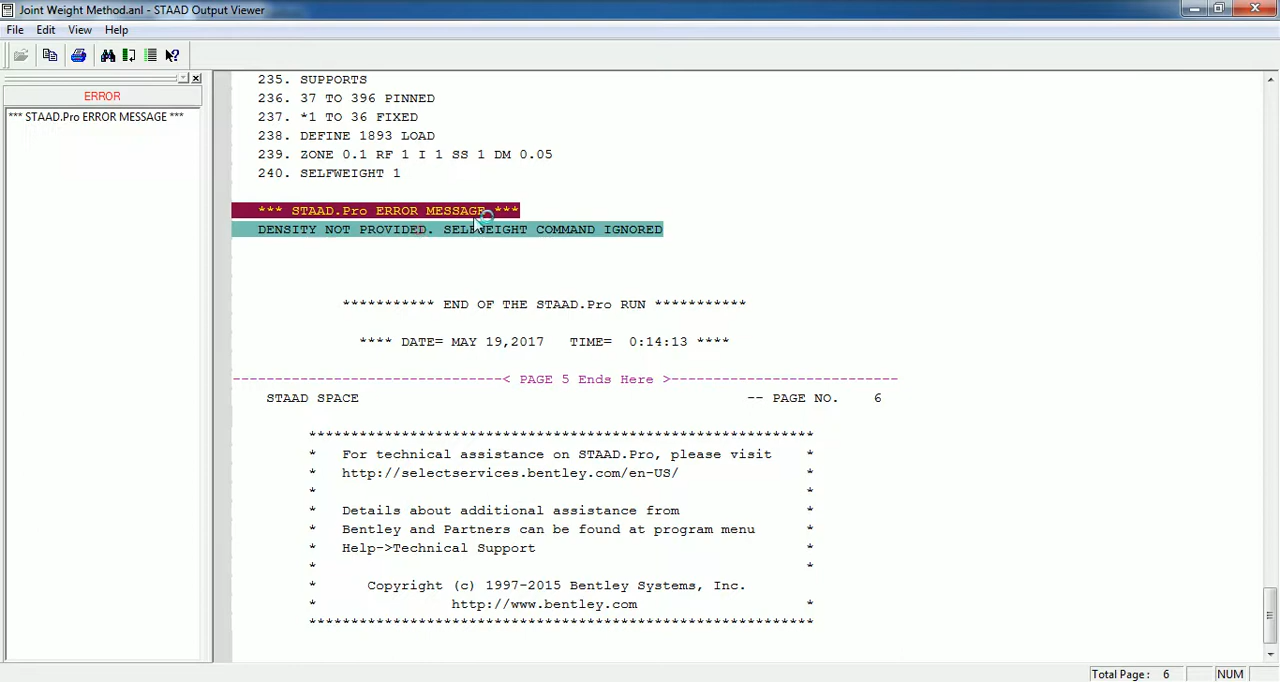 Joint Weight Method.anl - STAAD Output Viewer
File Edit View Help
ERROR
*** STAAD.Pro ERROR MESSAGE ***
235. SUPPORTS
236. 37 TO 396 PINNED
237. *1 TO 36 FIXED
238. DEFINE 1893 LOAD
239. ZONE 0.1 RF 1 I 1 SS 1 DM 0.05
240. SELFWEIGHT 1
*** STAAD.Pro ERROR MESSAGE ***
DENSITY NOT PROVIDED. SELFWEIGHT COMMAND IGNORED
*********** END OF THE STAAD.Pro RUN ***********
**** DATE= MAY 19,2017 TIME= 0:14:13 ****
--------------------------------< PAGE 5 Ends Here >-----------------------------
STAAD SPACE -- PAGE NO. 6
************************************************************
* For technical assistance on STAAD.Pro, please visit *
* http://selectservices.bentley.com/en-US/ *
* *
* Details about additional assistance from *
* Bentley and Partners can be found at program menu *
* Help->Technical Support *
* *
* Copyright (c) 1997-2015 Bentley Systems, Inc. *
* http://www.bentley.com *
************************************************************
Total Page: 6 NUM